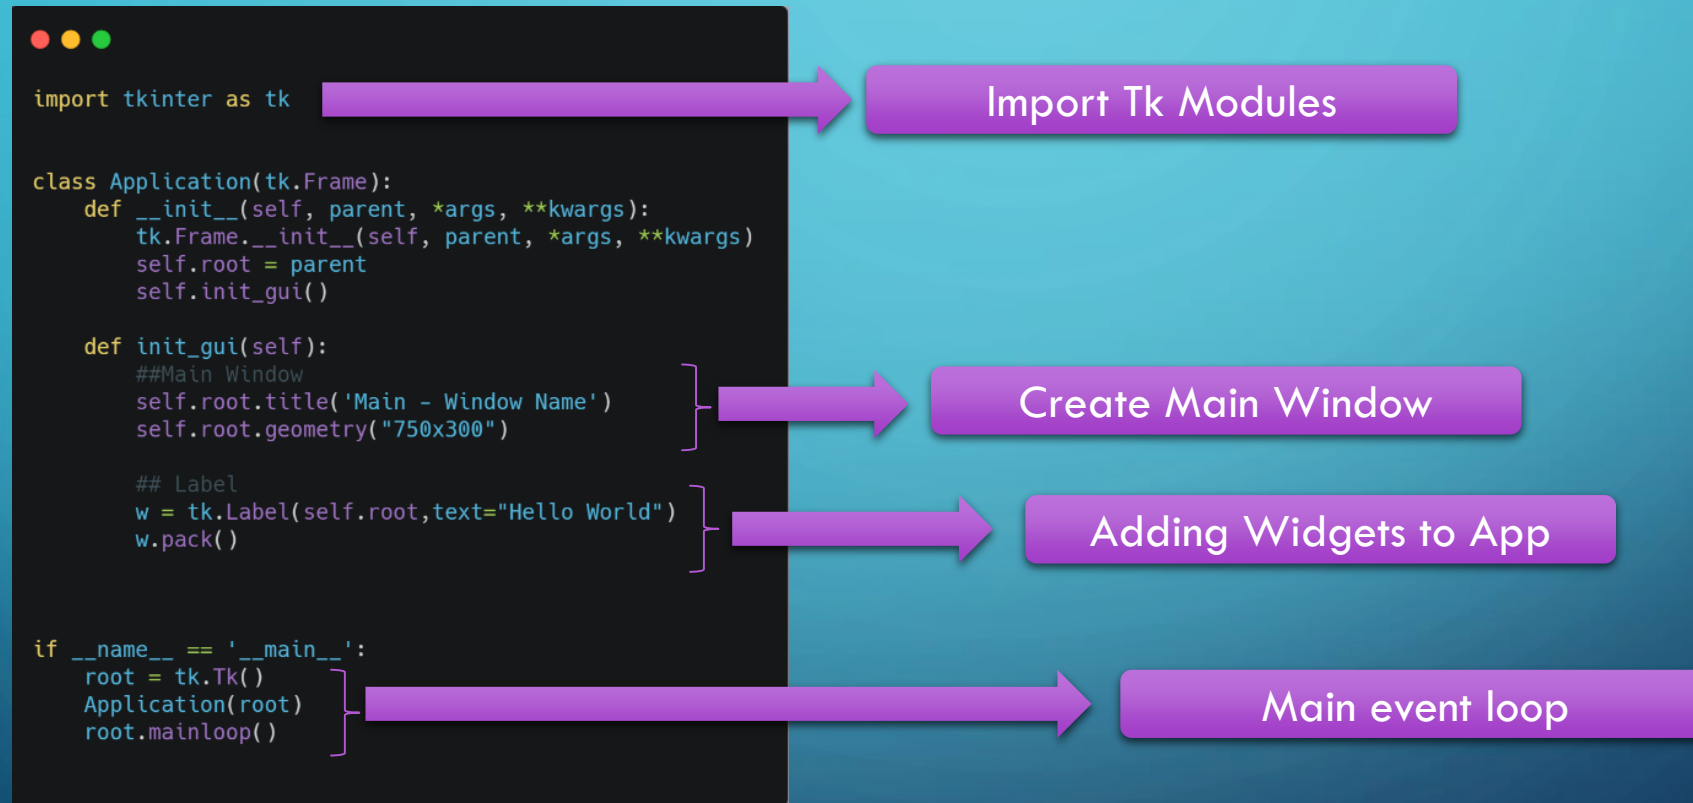 import tkinter as tk
Import Tk Modules
class Application(tk.Frame):
    def __init__(self, parent, *args, **kwargs):
        tk.Frame.__init__(self, parent, *args, **kwargs)
        self.root = parent
        self.init_gui()
    def init_gui(self):
        ##Main Window
        self.root.title('Main - Window Name')
        self.root.geometry("750x300")
Create Main Window
        ## Label
        w = tk.Label(self.root,text="Hello World")
        w.pack()
Adding Widgets to App
if __name__ == '__main__':
    root = tk.Tk()
    Application(root)
    root.mainloop()
Main event loop